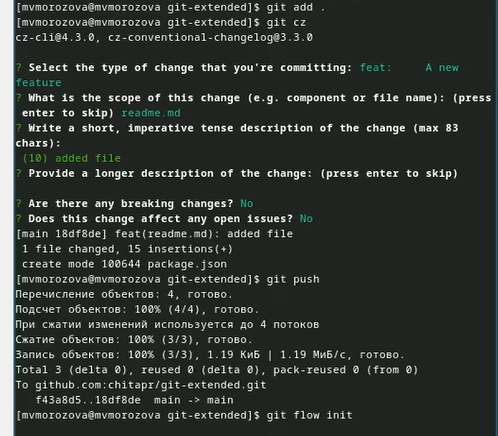 [mvmorozova@mvmorozova git-extended]$ git add .
[mvmorozova@mvmorozova git-extended]$ git cz
cz-cli@4.3.0, cz-conventional-changelog@3.3.0
? Select the type of change that you're committing: feat:     A new
feature
? What is the scope of this change (e.g. component or file name): (press
 enter to skip) readme.md
? Write a short, imperative tense description of the change (max 83
chars):
 (10) added file
? Provide a longer description of the change: (press enter to skip)
? Are there any breaking changes? No
? Does this change affect any open issues? No
[main 18df8de] feat(readme.md): added file
 1 file changed, 15 insertions(+)
 create mode 100644 package.json
[mvmorozova@mvmorozova git-extended]$ git push
Перечисление объектов: 4, готово.
Подсчет объектов: 100% (4/4), готово.
При сжатии изменений используется до 4 потоков
Сжатие объектов: 100% (3/3), готово.
Запись объектов: 100% (3/3), 1.19 КиБ | 1.19 МиБ/с, готово.
Total 3 (delta 0), reused 0 (delta 0), pack-reused 0 (from 0)
To github.com:chitapr/git-extended.git
   f43a8d5..18df8de  main -> main
[mvmorozova@mvmorozova git-extended]$ git flow init